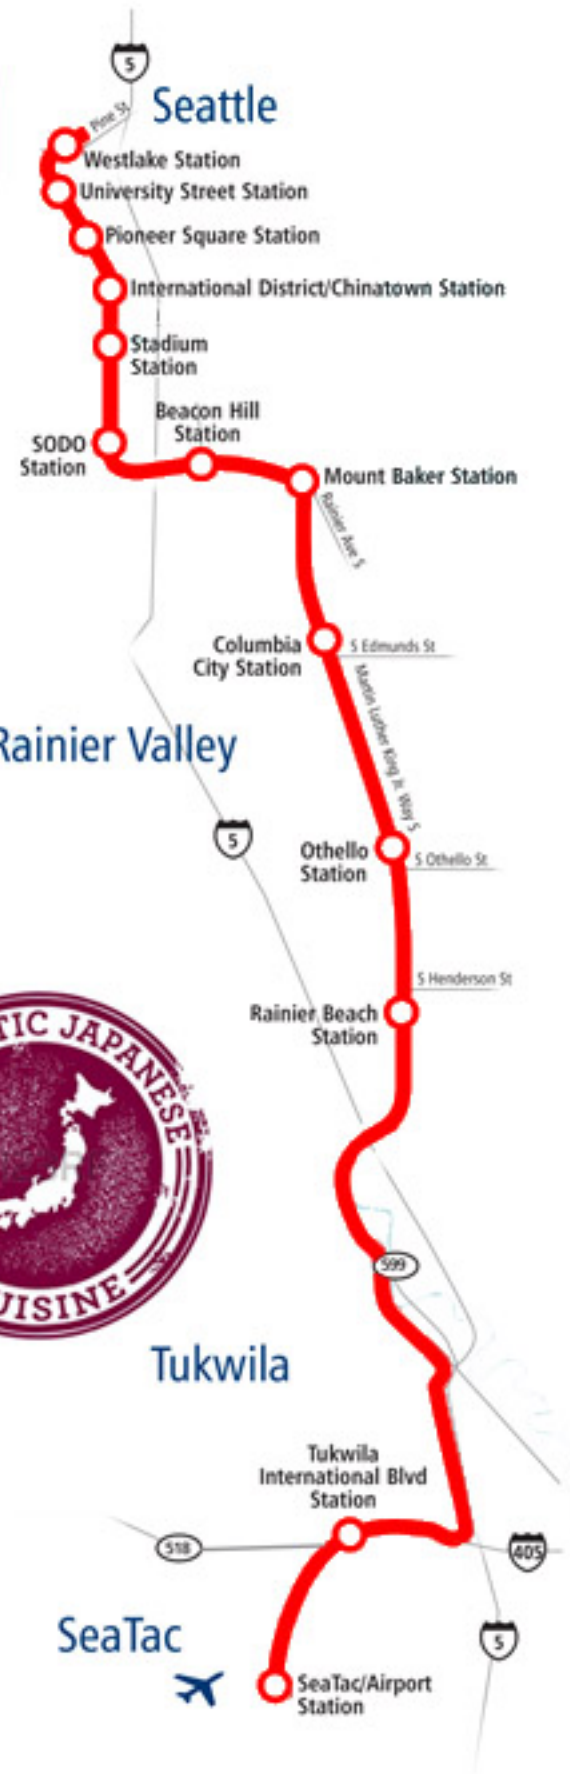 5
Seattle
Pine St
Westlake Station
University Street Station
Pioneer Square Station
International District/Chinatown Station
Stadium
Station
Beacon Hill
Station
SODO
Station
Mount Baker Station
Rainier Ave S
Columbia
City Station
S Edmunds St
Martin Luther King Jr. Way S
Rainier Valley
5
Othello
Station
S Othello St
S Henderson St
Rainier Beach
Station
TIC JAPANESE
UISINE
599
Tukwila
Tukwila
International Blvd
Station
518
405
SeaTac
5
SeaTac/Airport
Station